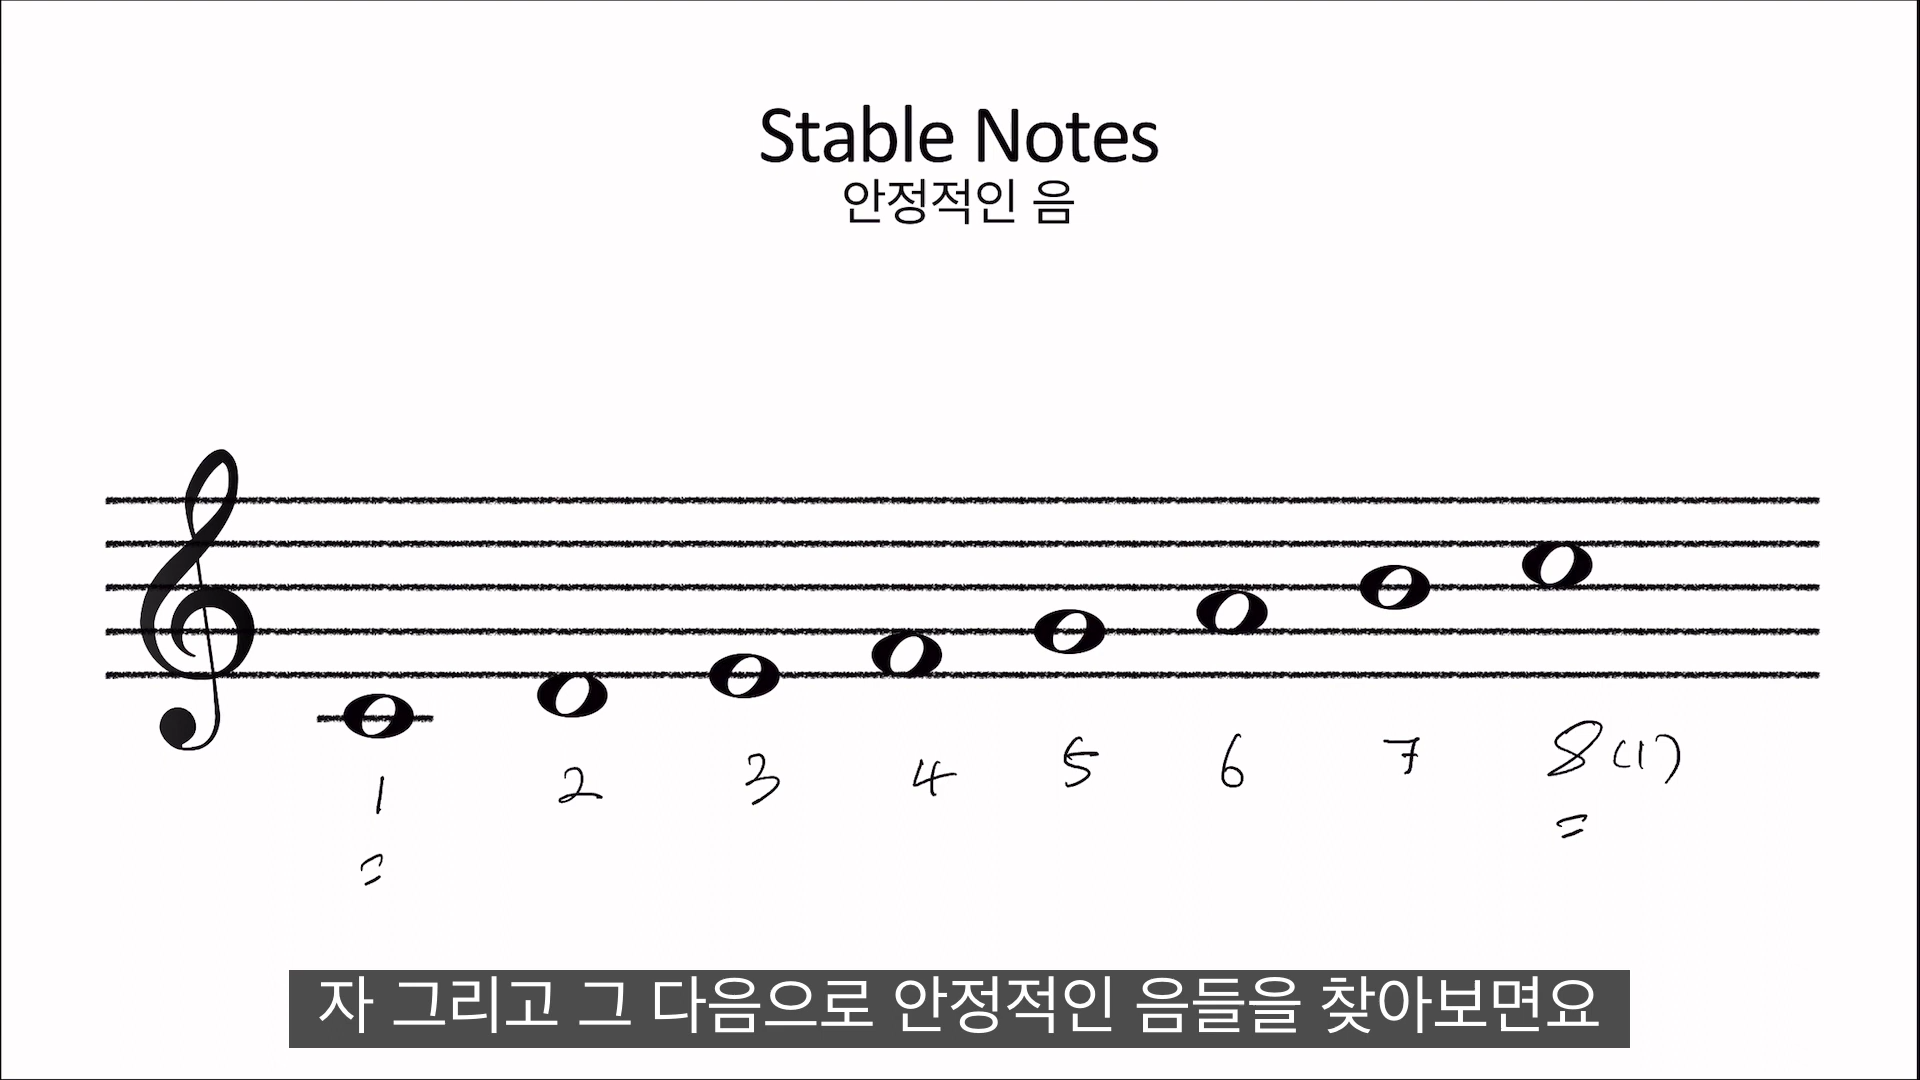 Stable Notes
안정적인 음
1 2 3 4 5 6 7 8 (1)
= =
자 그리고 그 다음으로 안정적인 음들을 찾아보면요